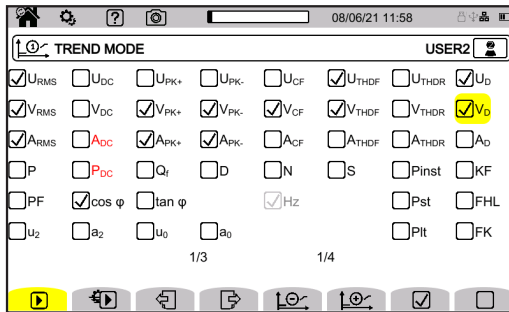 ? 08/06/21 11:58
TREND MODE USER2
URMS UDC UPK+ UPK- UCF UTHDF UTHDR UD
VRMS VDC VPK+ VPK- VCF VTHDF VTHDR VD
ARMS ADC APK+ APK- ACF ATHDF ATHDR AD
P PDC Qf D N S Pinst KF
PF cos φ tan φ Hz Pst FHL
u2 a2 u0 a0 Plt FK
1/3 1/4